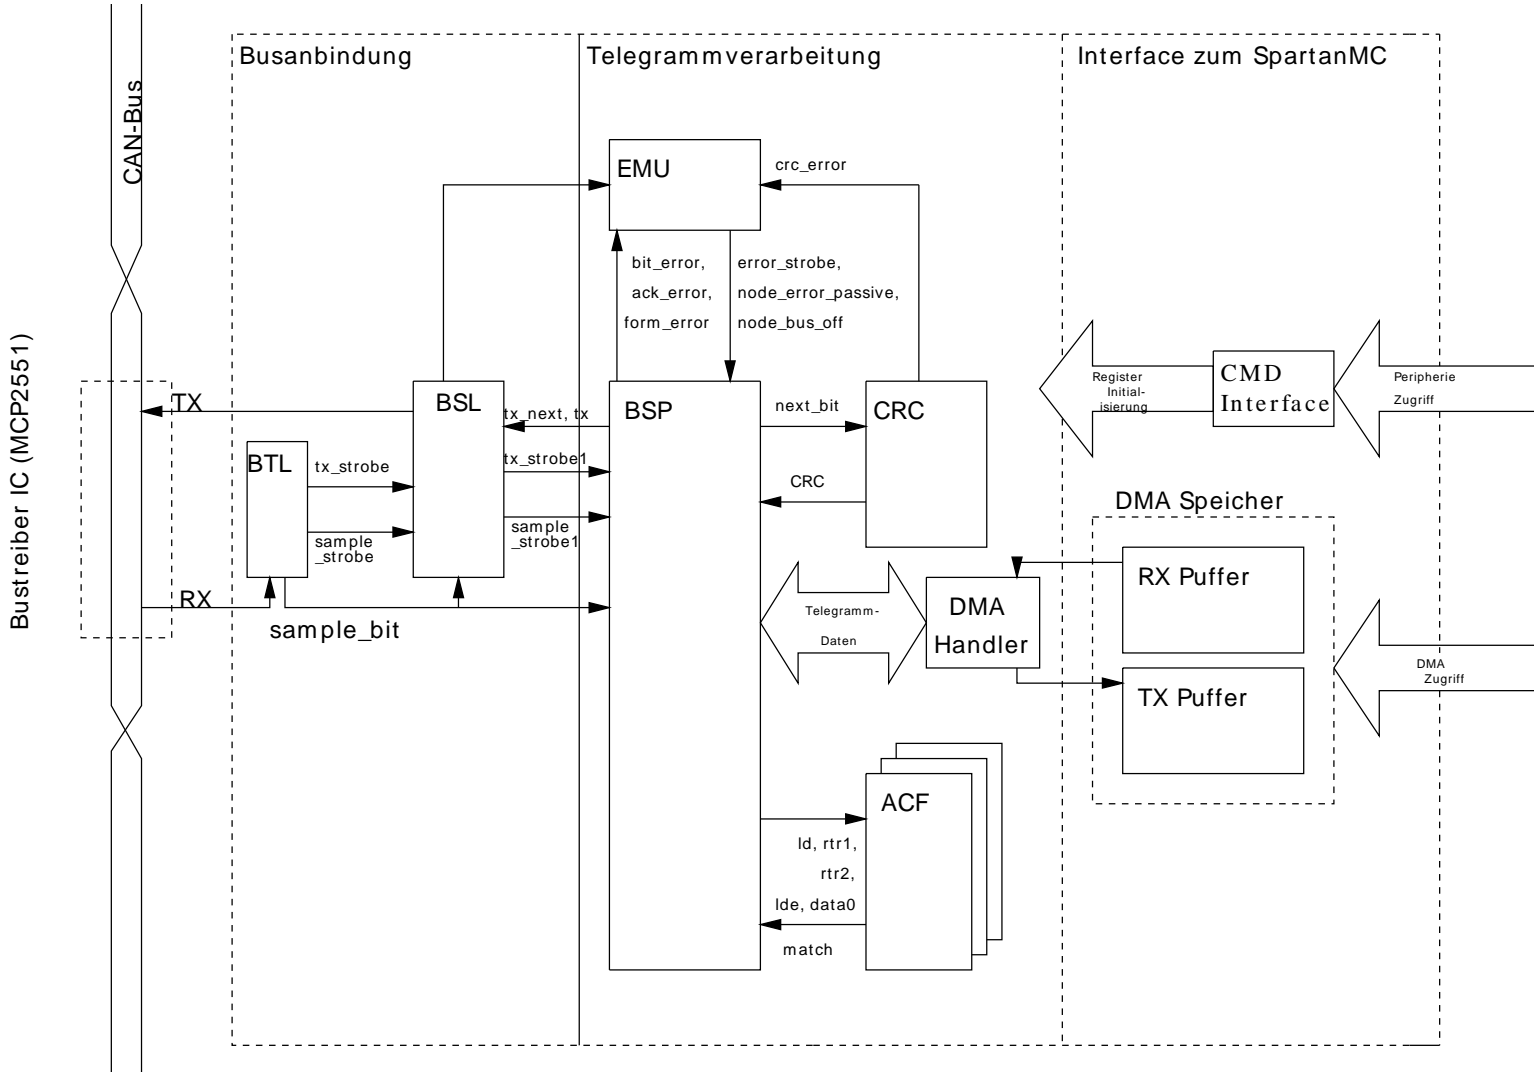 Busanbindung
Telegrammverarbeitung
Interface zum SpartanMC
CAN-Bus
Bustreiber IC (MCP2551)
TX
RX
BTL
tx_strobe
sample
_strobe
sample_bit
BSL
tx_next, tx
tx_strobe1
sample
_strobe1
EMU
crc_error
bit_error,
ack_error,
form_error
error_strobe,
node_error_passive,
node_bus_off
BSP
next_bit
CRC
CRC
Telegramm-
Daten
DMA
Handler
ACF
Id, rtr1,
rtr2,
Ide, data0
match
Register
Initial-
isierung
CMD
Interface
Peripherie
Zugriff
DMA Speicher
RX Puffer
TX Puffer
DMA
Zugriff